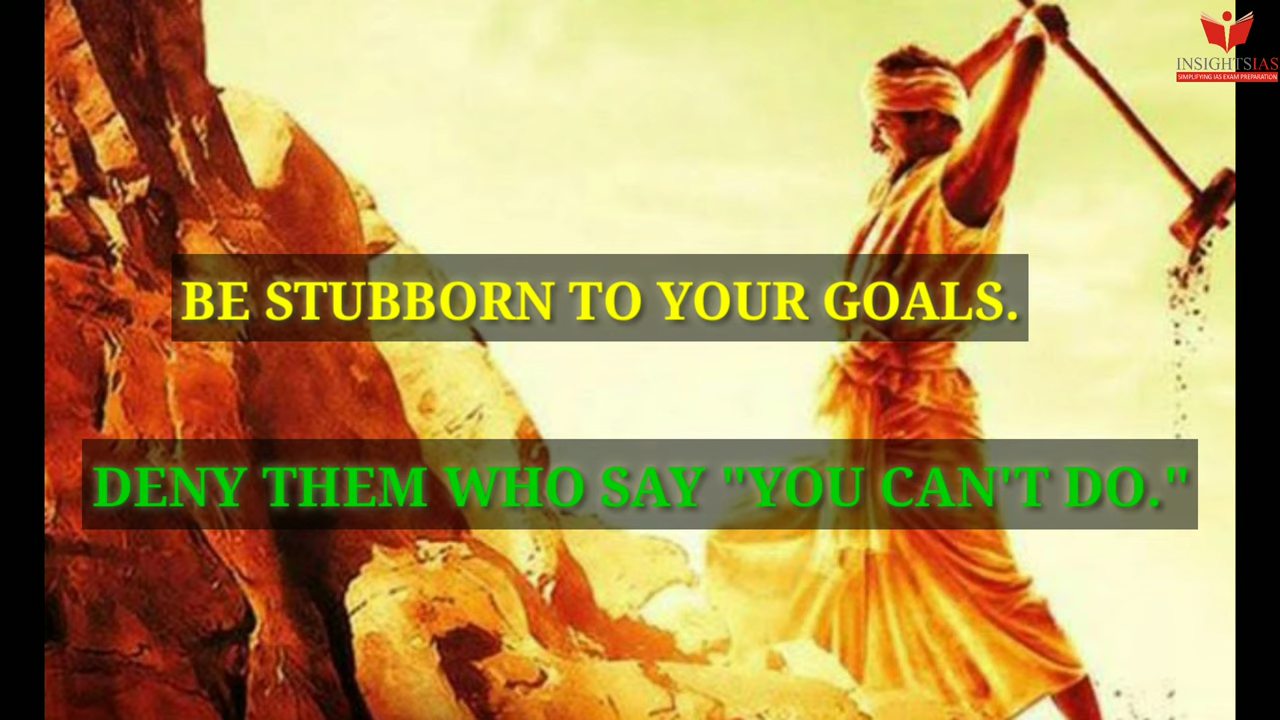 INSIGHTSIAS
SIMPLIFYING IAS EXAM PREPARATION
BE STUBBORN TO YOUR GOALS.
DENY THEM WHO SAY "YOU CAN'T DO."